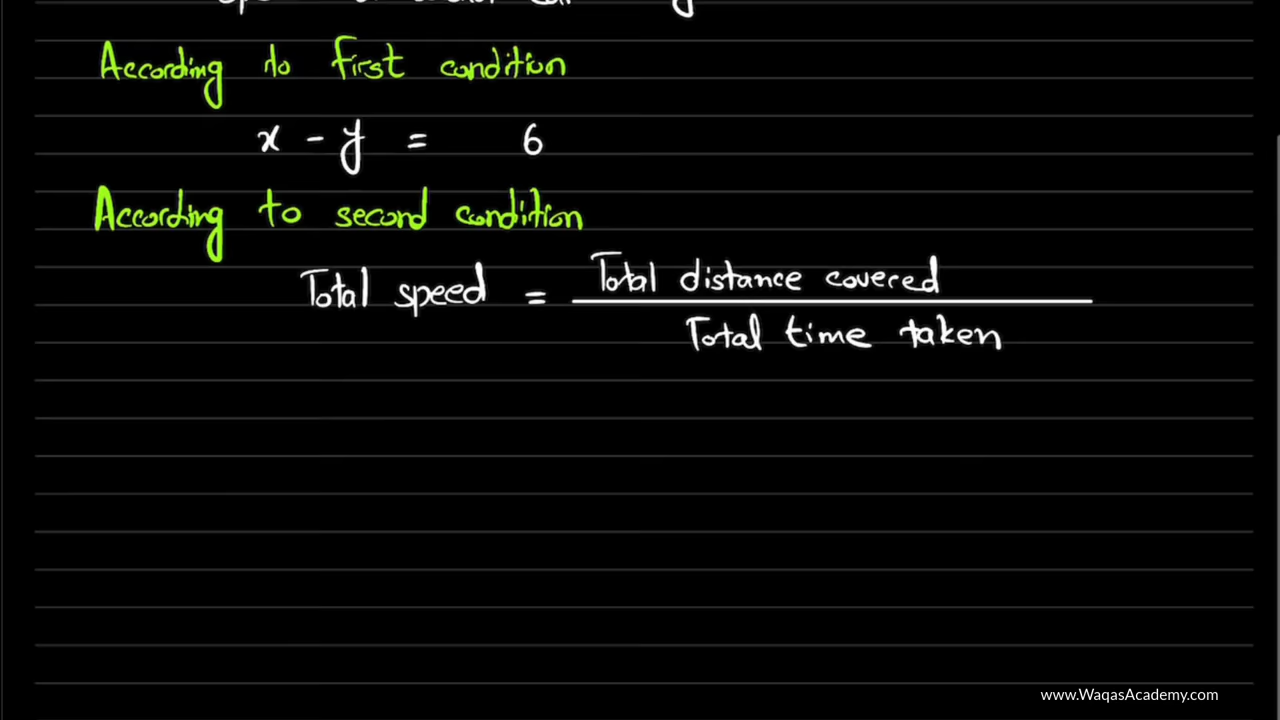 According to first condition
x - y = 6
According to second condition
Total speed = Total distance covered
Total time taken
www.WaqasAcademy.com